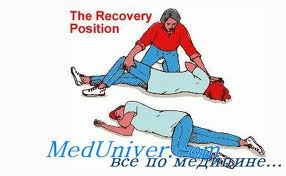 The Recovery
Position
MedUniver.com
все по медицине...